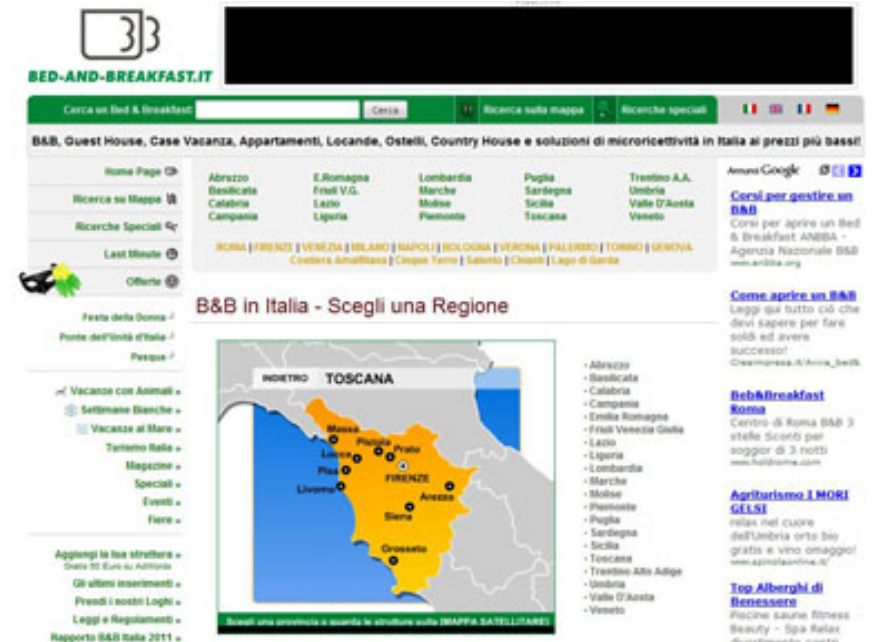 BED-AND-BREAKFAST.IT
Cerca un Bed & Breakfast:
Cerca
Ricerca sulla mappa
Ricerche speciali
B&B, Guest House, Case Vacanza, Appartamenti, Locande, Ostelli, Country House e soluzioni di microricettività in Italia ai prezzi più bassi!
Home Page
Ricerca su Mappa
Ricerche Speciali
Last Minute
Offerte
Festa della Donna
Ponte dell'Unità d'Italia
Pasqua
Vacanze con Animali »
Settimane Bianche »
Vacanze al Mare »
Turismo Italia »
Magazine »
Speciali »
Eventi »
Fiere »
Aggiungi la tua struttura »
Gratis 50 Euro su AdWords
Gli ultimi inserimenti »
Prendi i nostri Loghi »
Leggi e Regolamenti »
Rapporto B&B Italia 2011 »
Abruzzo E.Romagna Lombardia Puglia Trentino A.A.
Basilicata Friuli V.G. Marche Sardegna Umbria
Calabria Lazio Molise Sicilia Valle D'Aosta
Campania Liguria Piemonte Toscana Veneto
ROMA | FIRENZE | VENEZIA | MILANO | NAPOLI | BOLOGNA | VERONA | PALERMO | TORINO | GENOVA
Costiera Amalfitana | Cinque Terre | Salento | Chianti | Lago di Garda
B&B in Italia - Scegli una Regione
INDIETRO TOSCANA
Massa
Pistoia
Lucca
Prato
Pisa
FIRENZE
Livorno
Arezzo
Siena
Grosseto
Scegli una provincia o guarda le strutture sulla [MAPPA SATELLITARE]
- Abruzzo
- Basilicata
- Calabria
- Campania
- Emilia Romagna
- Friuli Venezia Giulia
- Lazio
- Liguria
- Lombardia
- Marche
- Molise
- Piemonte
- Puglia
- Sardegna
- Sicilia
- Toscana
- Trentino Alto Adige
- Umbria
- Valle D'Aosta
- Veneto
Annunci Google
Corsi per gestire un
B&B
Corsi per aprire un Bed
& Breakfast ANBBA -
Agenzia Nazionale B&B
www.anbba.org
Come aprire un B&B
Leggi qui tutto ciò che
devi sapere per fare
soldi ed avere
successo!
Beb&Breakfast
Roma
Centro di Roma B&B 3
stelle Sconti per
soggior di 3 notti
Agriturismo I MORI
GELSI
relax nel cuore
dell'Umbria orto bio
gratis e vino omaggio!
Top Alberghi di
Benessere
Piscine saune fitness
Beauty - Spa Relax